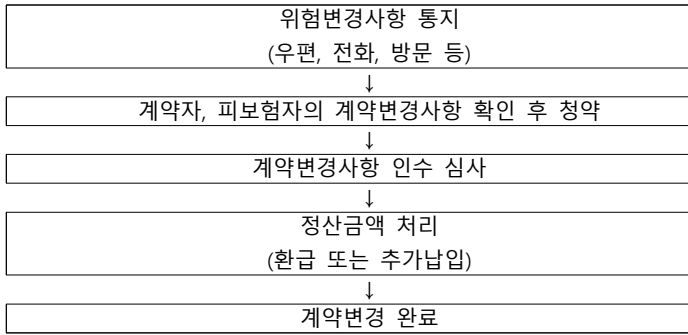 위험변경사항 통지
(우편, 전화, 방문 등)
↓
계약자, 피보험자의 계약변경사항 확인 후 청약
↓
계약변경사항 인수 심사
↓
정산금액 처리
(환급 또는 추가납입)
↓
계약변경 완료